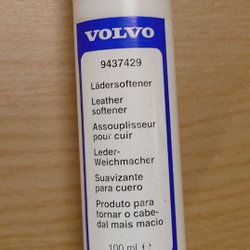 VOLVO
9437429
Lädersoftener
Leather
softener
Assouplisseur
pour cuir
Leder-
Weichmacher
Suavizante
para cuero
Produto para
tornar o cabe-
dal mais macio
100 ml ℮